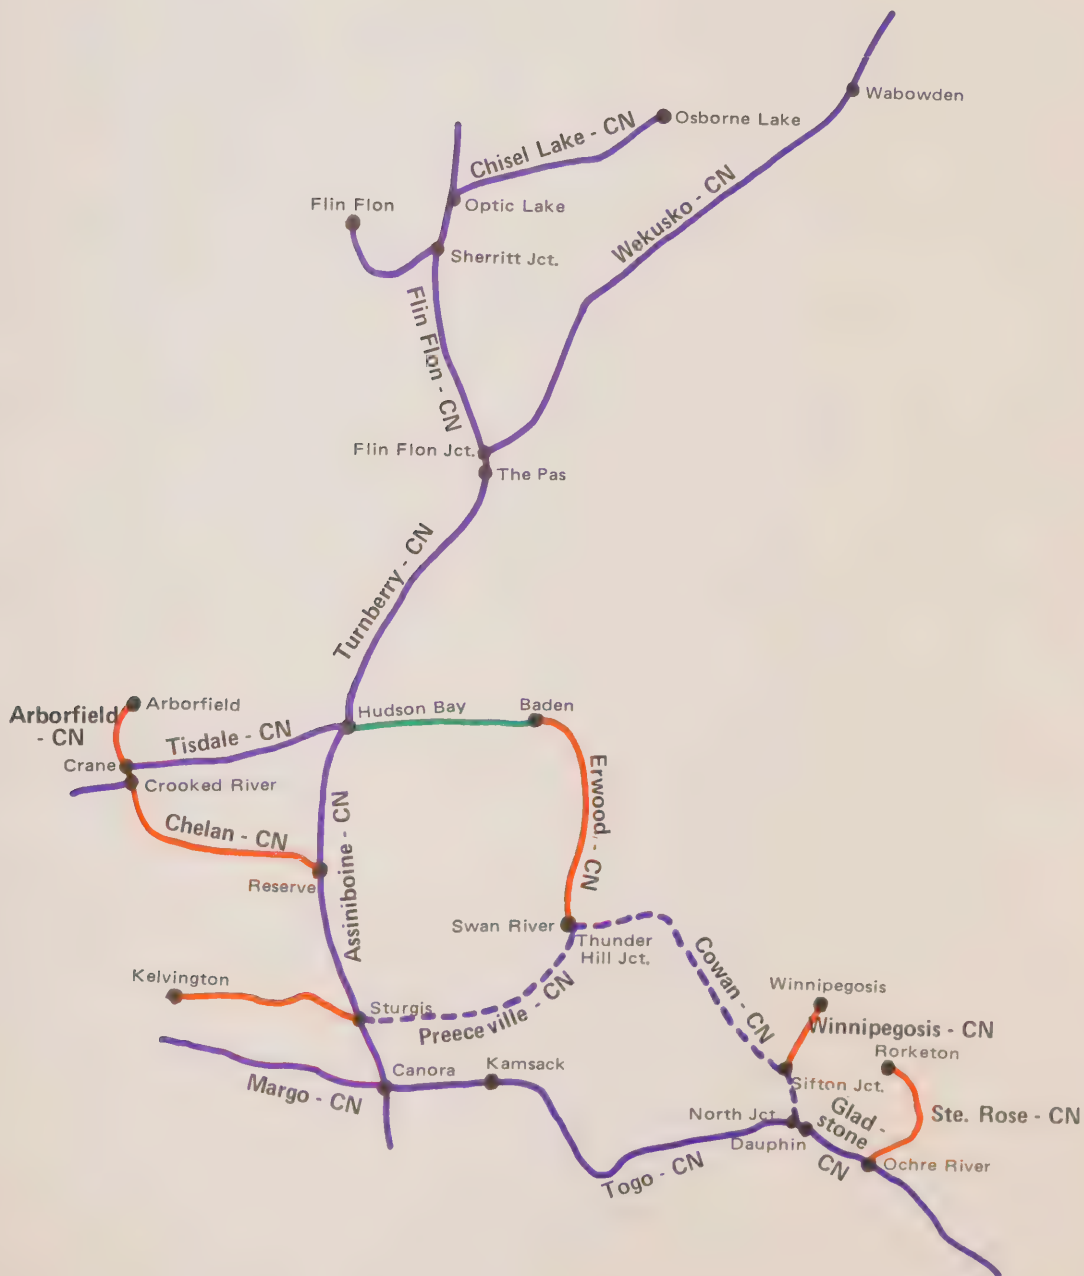 Wabowden
Osborne Lake
Chisel Lake - CN
Flin Flon
Optic Lake
Wekusko - CN
Sherritt Jct.
Flin Flon - CN
Flin Flon Jct.
The Pas
Turnberry - CN
Arborfield
Arborfield
- CN
Hudson Bay
Baden
Tisdale - CN
Crane
Crooked River
Erwood - CN
Chelan - CN
Assiniboine - CN
Reserve
Swan River
Thunder
Hill Jct.
Cowan - CN
Kelvington
Sturgis
Preeceville - CN
Winnipegosis
Winnipegosis - CN
Rorketon
Canora
Kamsack
Margo - CN
Sifton Jct.
North Jct.
Glad -
stone
CN
Ste. Rose - CN
Dauphin
Togo - CN
Ochre River